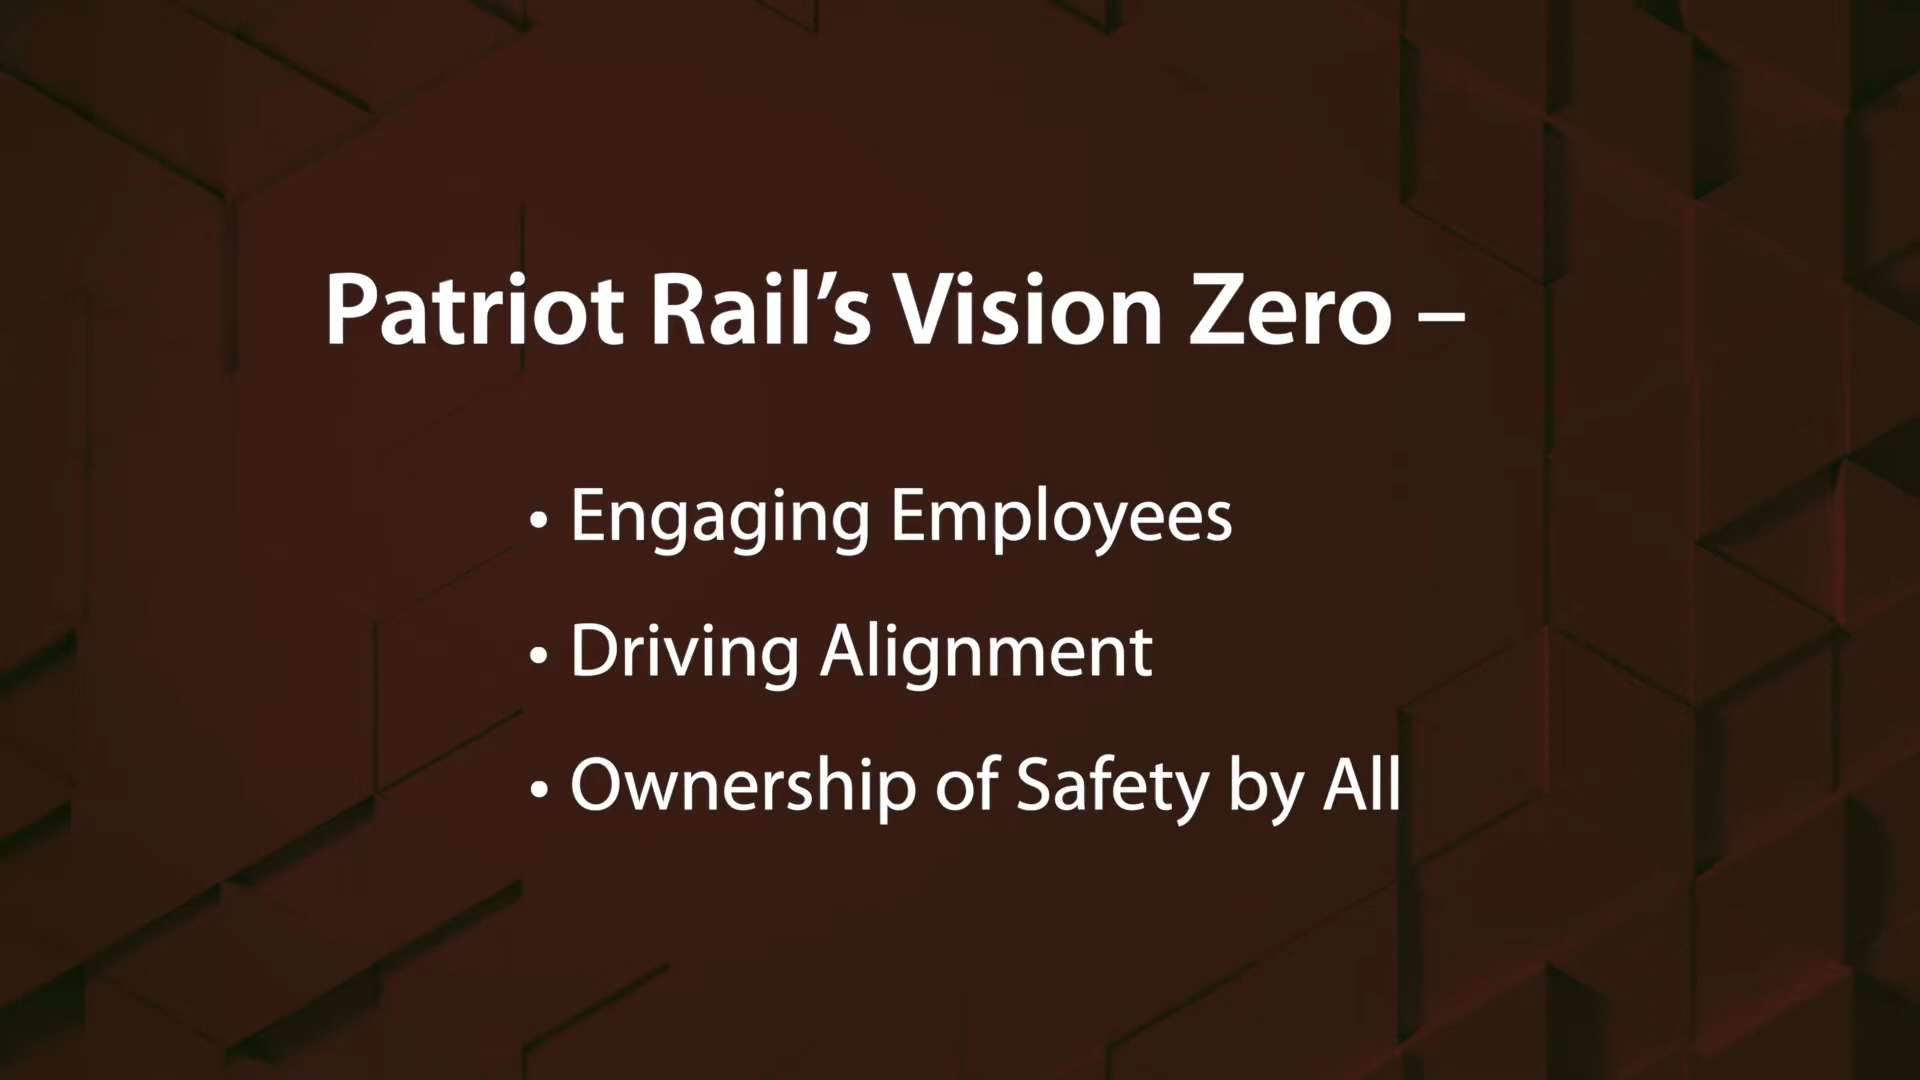 Patriot Rail’s Vision Zero –
• Engaging Employees
• Driving Alignment
• Ownership of Safety by All